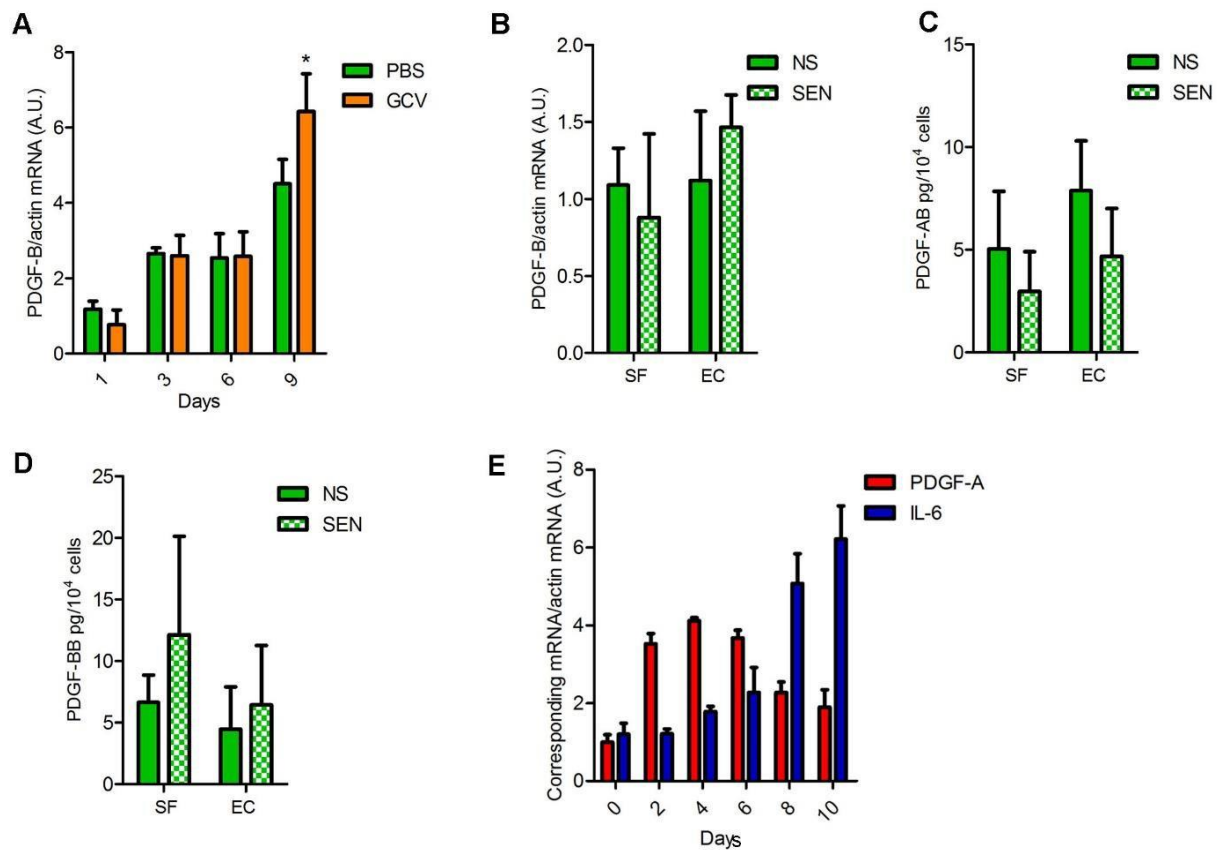 A
PDGF-B/actin mRNA (A.U.)
8
6
4
2
0
*
PBS
GCV
1
3
6
9
Days
B
PDGF-B/actin mRNA (A.U.)
2.0
1.5
1.0
0.5
0.0
NS
SEN
SF
EC
C
PDGF-AB pg/10⁴ cells
15
10
5
0
NS
SEN
SF
EC
D
PDGF-BB pg/10⁴ cells
25
20
15
10
5
0
NS
SEN
SF
EC
E
Corresponding mRNA/actin mRNA (A.U.)
8
6
4
2
0
PDGF-A
IL-6
0
2
4
6
8
10
Days